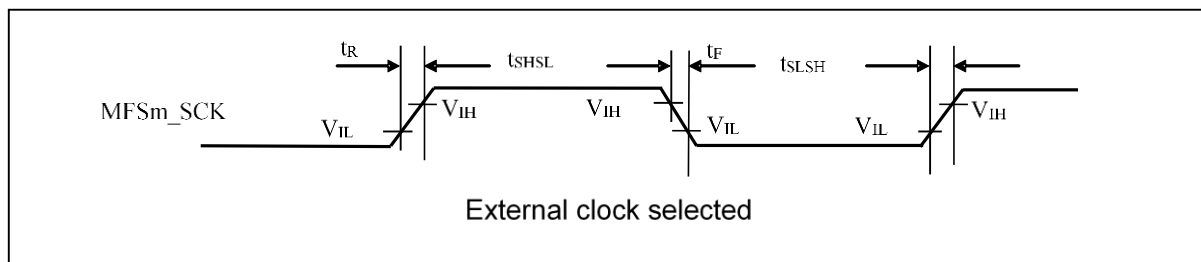 tR tSHSL tF tSLSH
MFSm_SCK VIL VIH VIH VIL VIL VIH
External clock selected